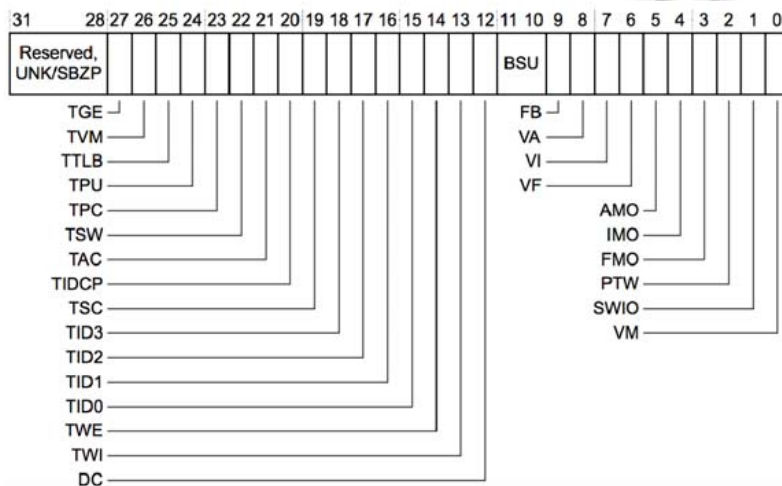 31 28 27 26 25 24 23 22 21 20 19 18 17 16 15 14 13 12 11 10 9 8 7 6 5 4 3 2 1 0
Reserved,
UNK/SBZP
BSU
TGE
TVM
TTLB
TPU
TPC
TSW
TAC
TIDCP
TSC
TID3
TID2
TID1
TID0
TWE
TWI
DC
FB
VA
VI
VF
AMO
IMO
FMO
PTW
SWIO
VM